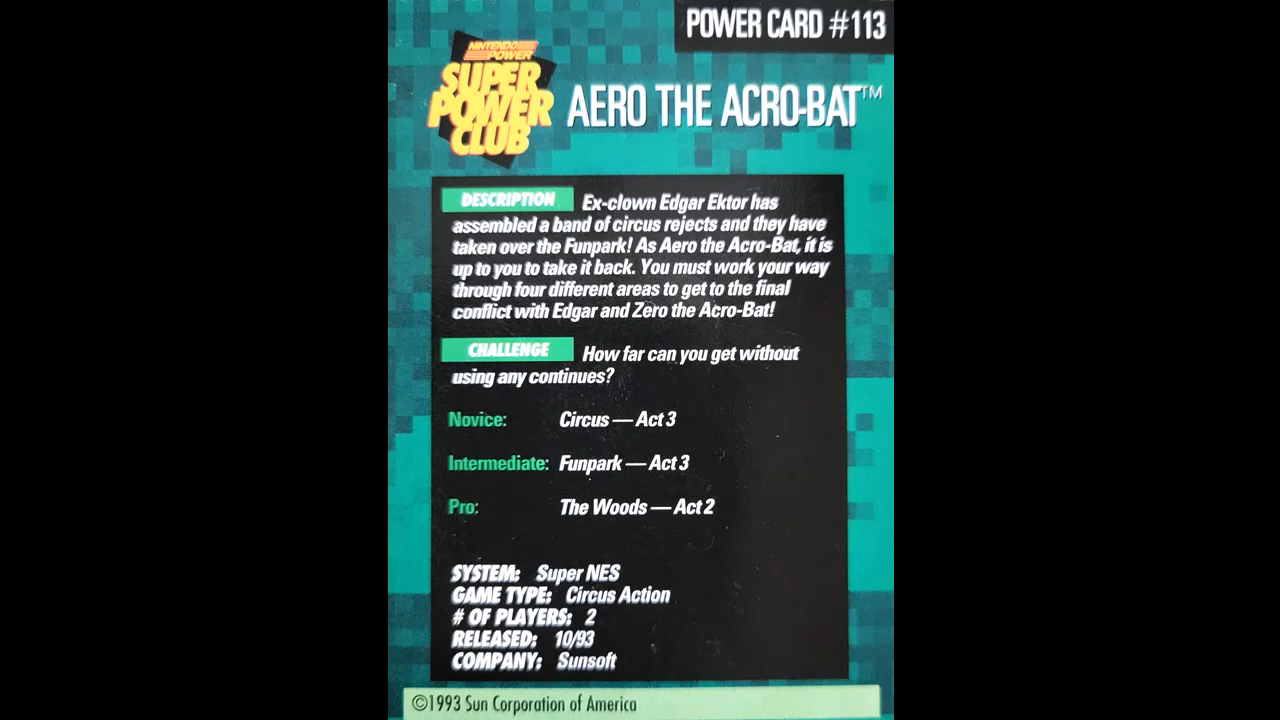 POWER CARD #113
NINTENDO
POWER
SUPER
POWER
CLUB
AERO THE ACRO-BAT™
DESCRIPTION Ex-clown Edgar Ektor has
assembled a band of circus rejects and they have
taken over the Funpark! As Aero the Acro-Bat, it is
up to you to take it back. You must work your way
through four different areas to get to the final
conflict with Edgar and Zero the Acro-Bat!
CHALLENGE How far can you get without
using any continues?
Novice: Circus — Act 3
Intermediate: Funpark — Act 3
Pro: The Woods — Act 2
SYSTEM: Super NES
GAME TYPE: Circus Action
# OF PLAYERS: 2
RELEASED: 10/93
COMPANY: Sunsoft
©1993 Sun Corporation of America